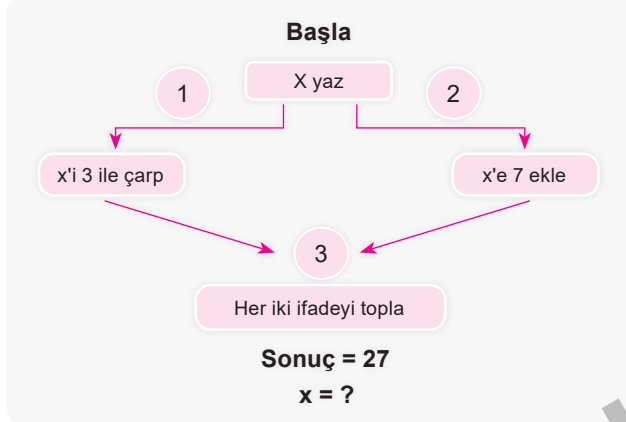 Başla
X yaz
1
2
x'i 3 ile çarp
x'e 7 ekle
3
Her iki ifadeyi topla
Sonuç = 27
x = ?